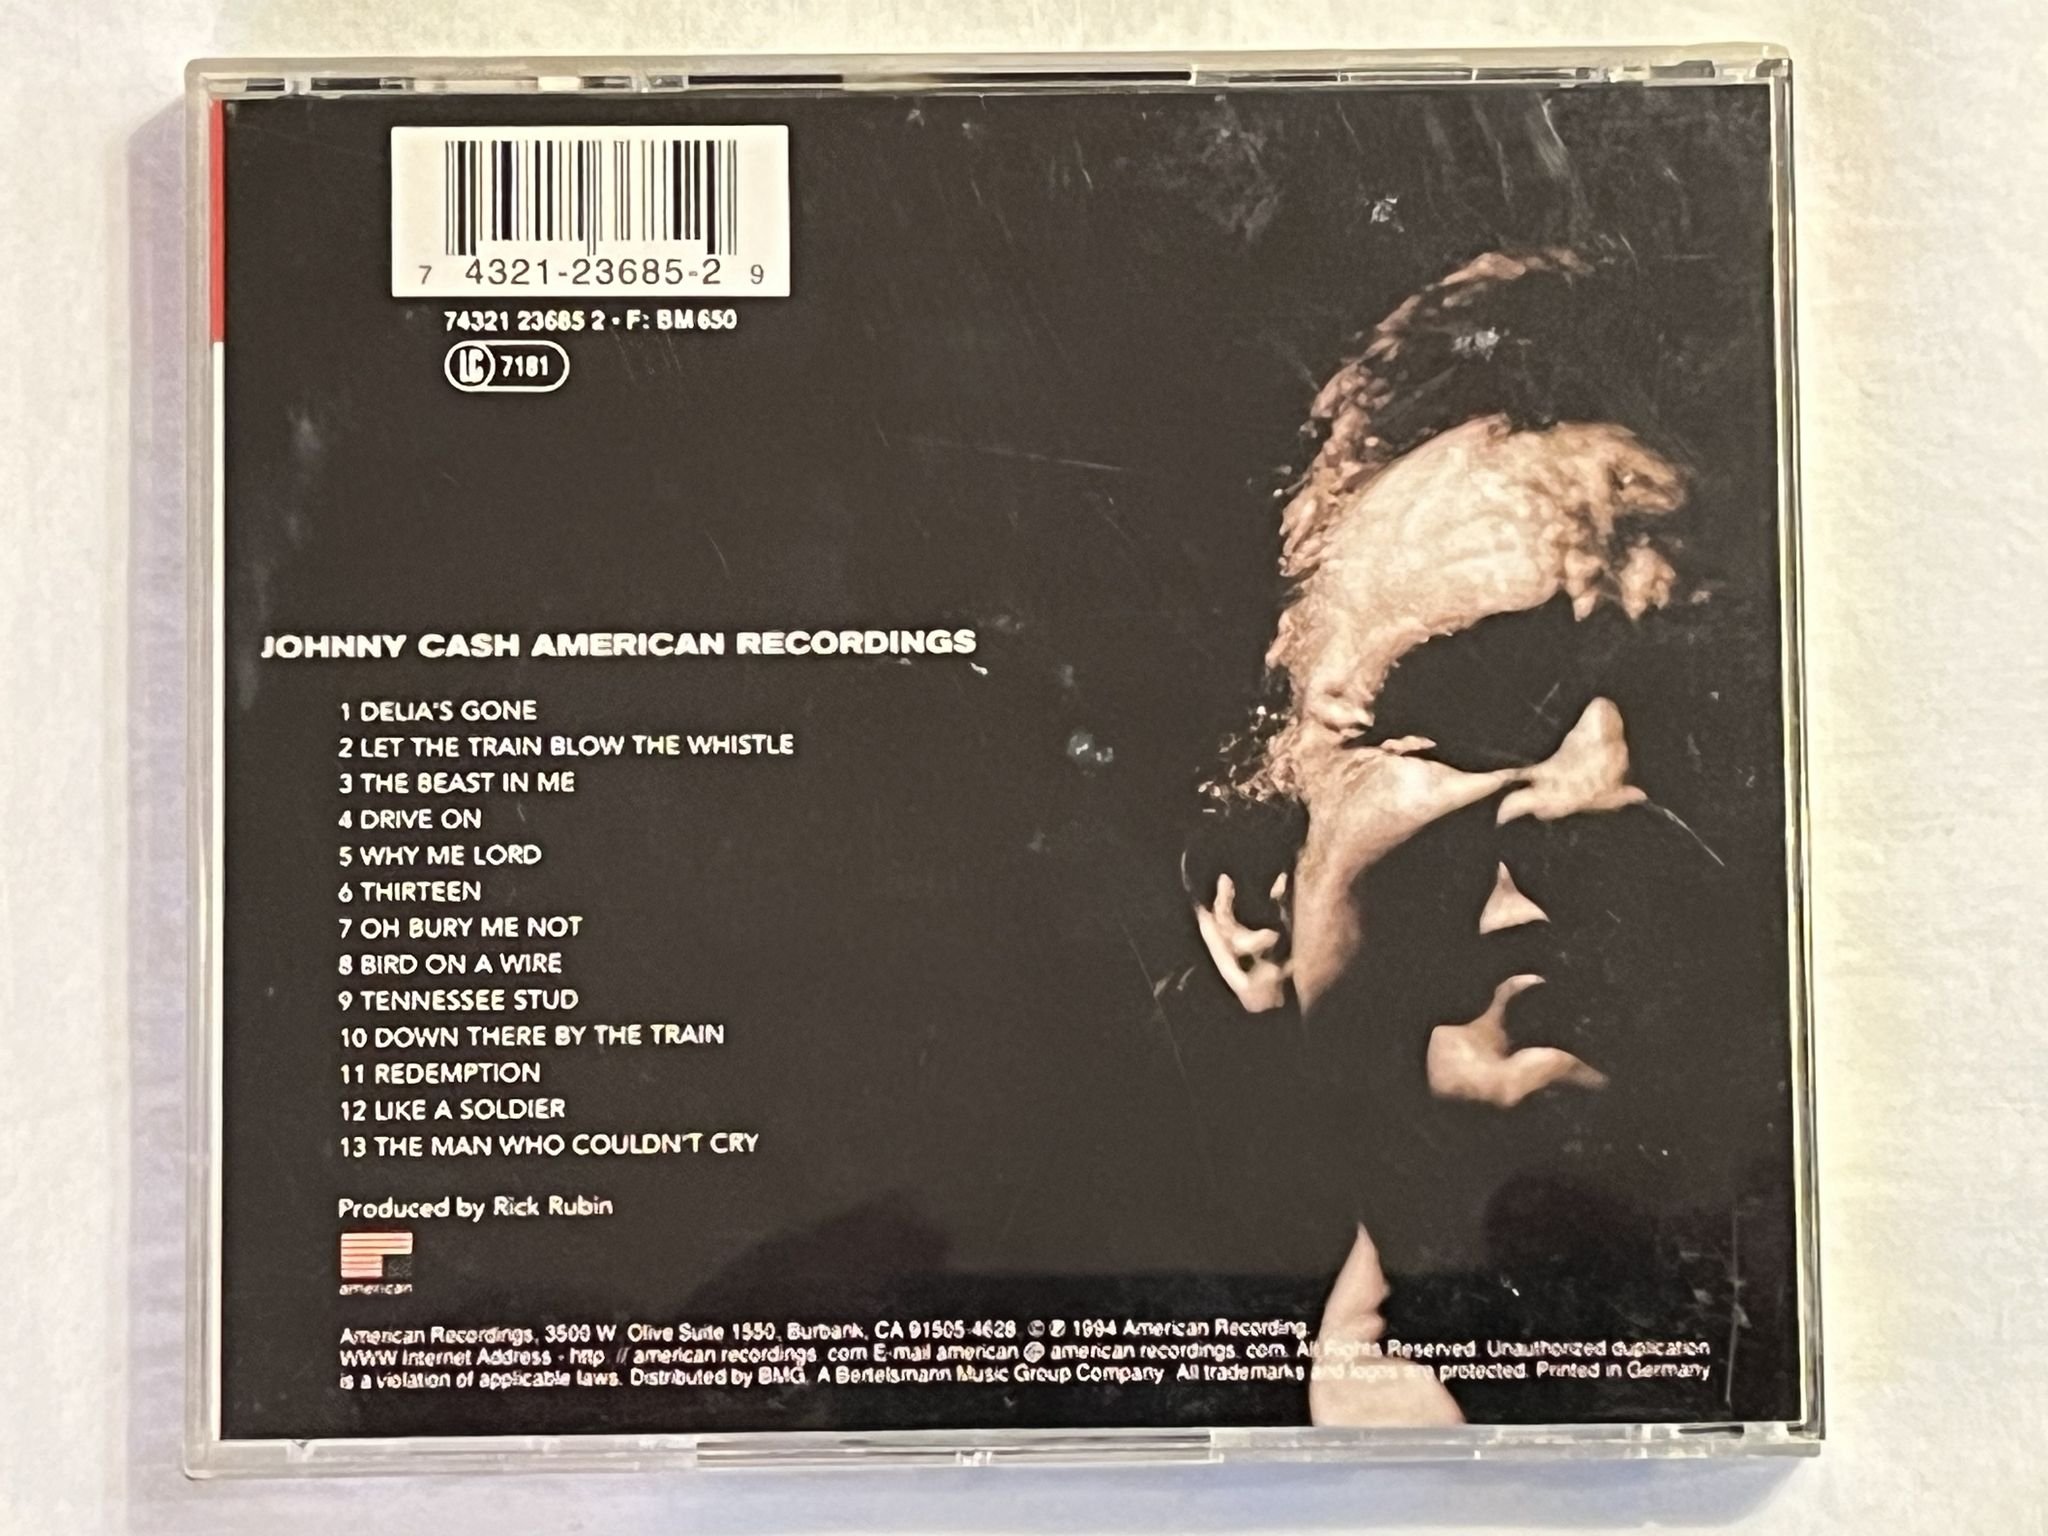 7 4321-23685-2 9
74321 23685 2 • F: BM 650
LC 7181
JOHNNY CASH AMERICAN RECORDINGS
1 DELIA'S GONE
2 LET THE TRAIN BLOW THE WHISTLE
3 THE BEAST IN ME
4 DRIVE ON
5 WHY ME LORD
6 THIRTEEN
7 OH BURY ME NOT
8 BIRD ON A WIRE
9 TENNESSEE STUD
10 DOWN THERE BY THE TRAIN
11 REDEMPTION
12 LIKE A SOLDIER
13 THE MAN WHO COULDN'T CRY
Produced by Rick Rubin
american
American Recordings, 3500 W. Olive Suite 1550, Burbank, CA 91505-4628. © ℗ 1994 American Recording.
WWW Internet Address - http://american recordings. com E-mail american @ american recordings. com. All Rights Reserved. Unauthorized duplication
is a violation of applicable laws. Distributed by BMG. A Bertelsmann Music Group Company. All trademarks and logos are protected. Printed in Germany